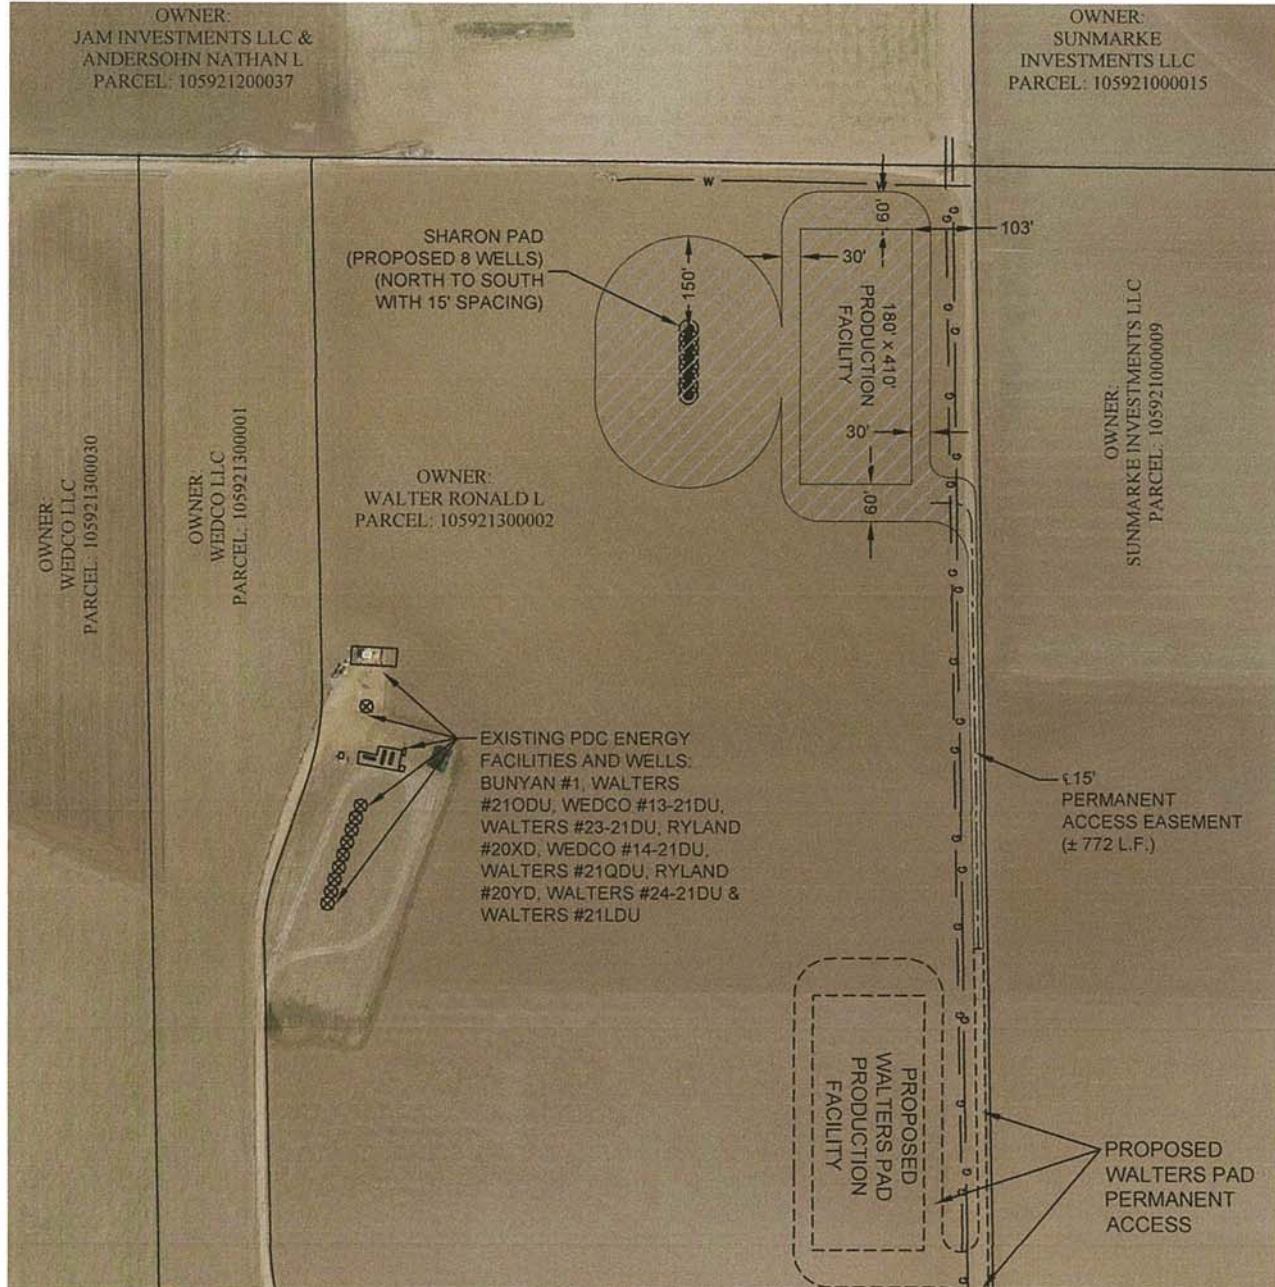 OWNER:
JAM INVESTMENTS LLC &
ANDERSOHN NATHAN L
PARCEL: 105921200037
OWNER:
SUNMARKE
INVESTMENTS LLC
PARCEL: 105921000015
W
W
60'
G
G
103'
SHARON PAD
(PROPOSED 8 WELLS)
(NORTH TO SOUTH
WITH 15' SPACING)
150'
30'
180' x 410'
PRODUCTION
FACILITY
30'
60'
G
G
G
G
OWNER:
SUNMARKE INVESTMENTS LLC
PARCEL: 105921000009
OWNER:
WEDCO LLC
PARCEL: 105921300030
OWNER:
WEDCO LLC
PARCEL: 105921300001
OWNER:
WALTER RONALD L
PARCEL: 105921300002
G
G
G
G
G
G
G
G
EXISTING PDC ENERGY
FACILITIES AND WELLS:
BUNYAN #1, WALTERS
#21ODU, WEDCO #13-21DU,
WALTERS #23-21DU, RYLAND
#20XD, WEDCO #14-21DU,
WALTERS #21QDU, RYLAND
#20YD, WALTERS #24-21DU &
WALTERS #21LDU
℄15'
PERMANENT
ACCESS EASEMENT
(± 772 L.F.)
G
G
G
G
G
G
PROPOSED
WALTERS PAD
PRODUCTION
FACILITY
PROPOSED
WALTERS PAD
PERMANENT
ACCESS